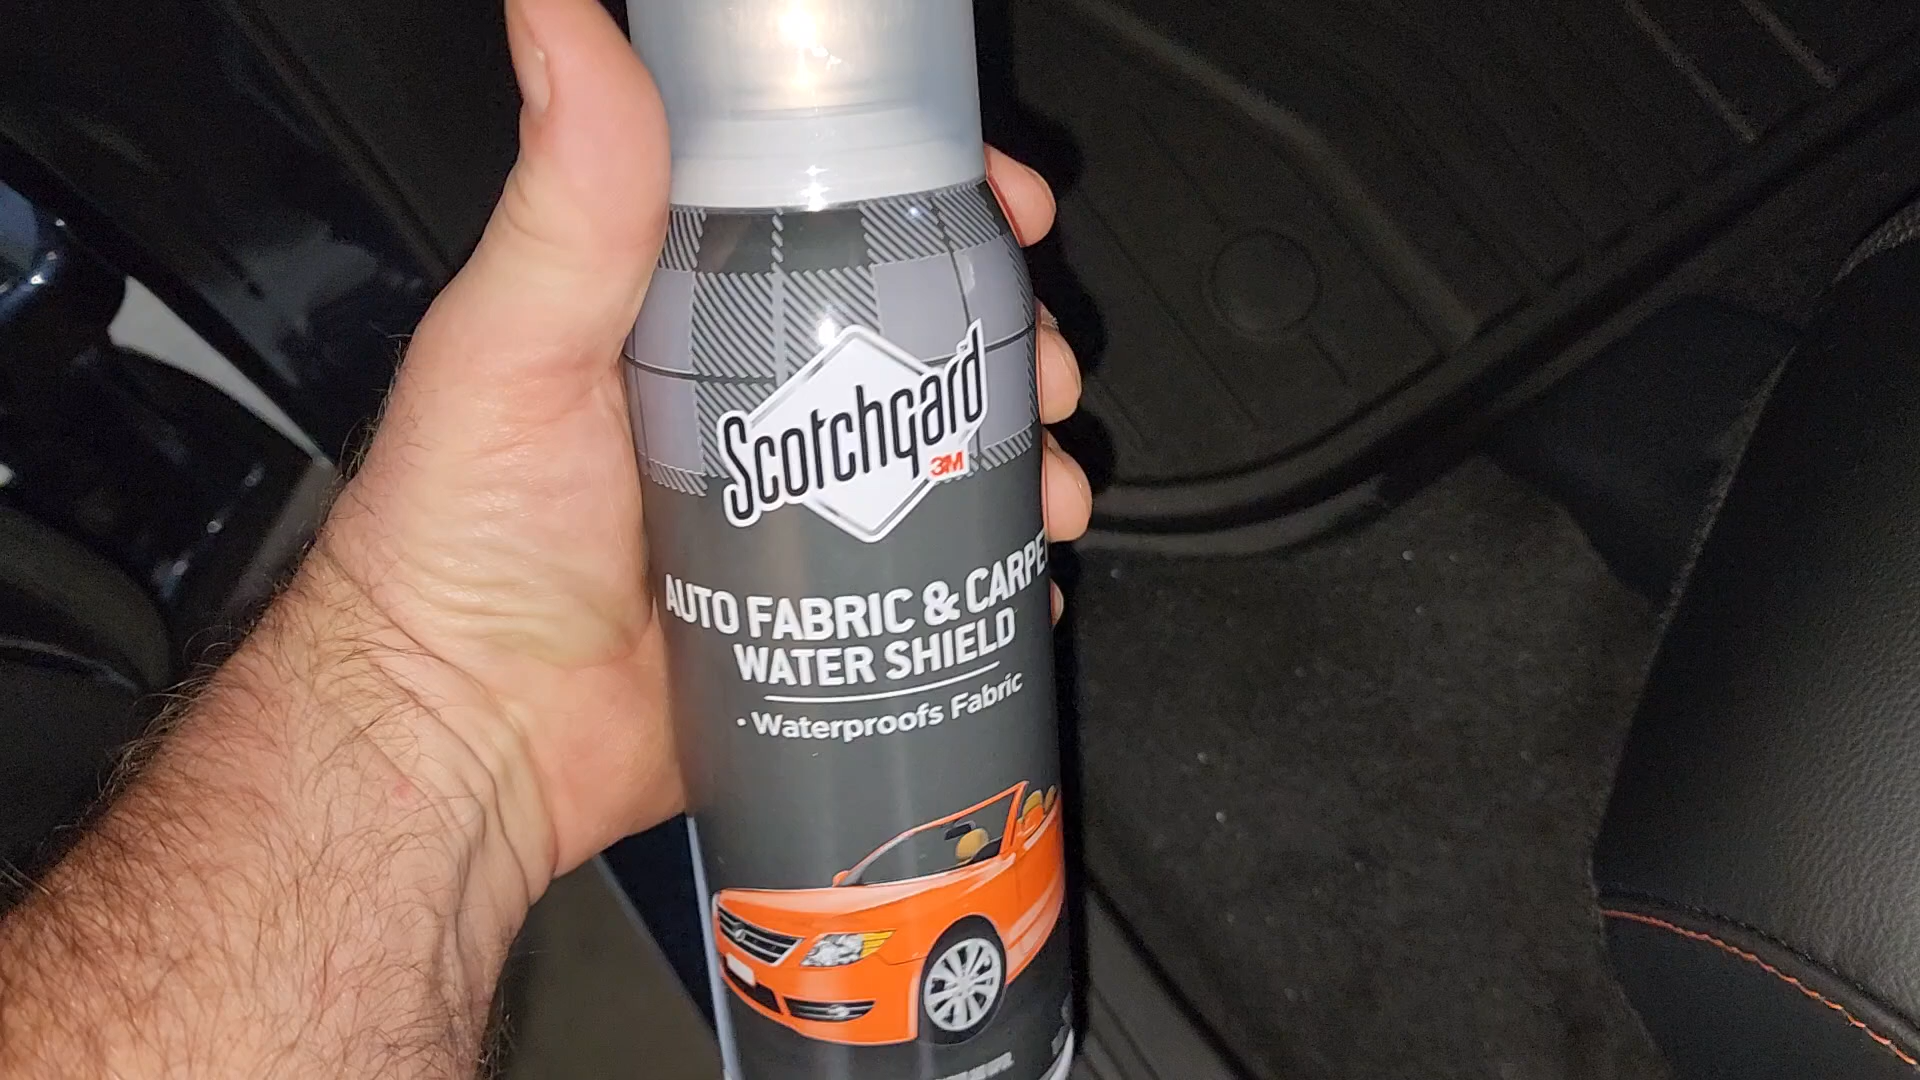 Scotchgard
3M
AUTO FABRIC & CARPE
WATER SHIELD
• Waterproofs Fabric